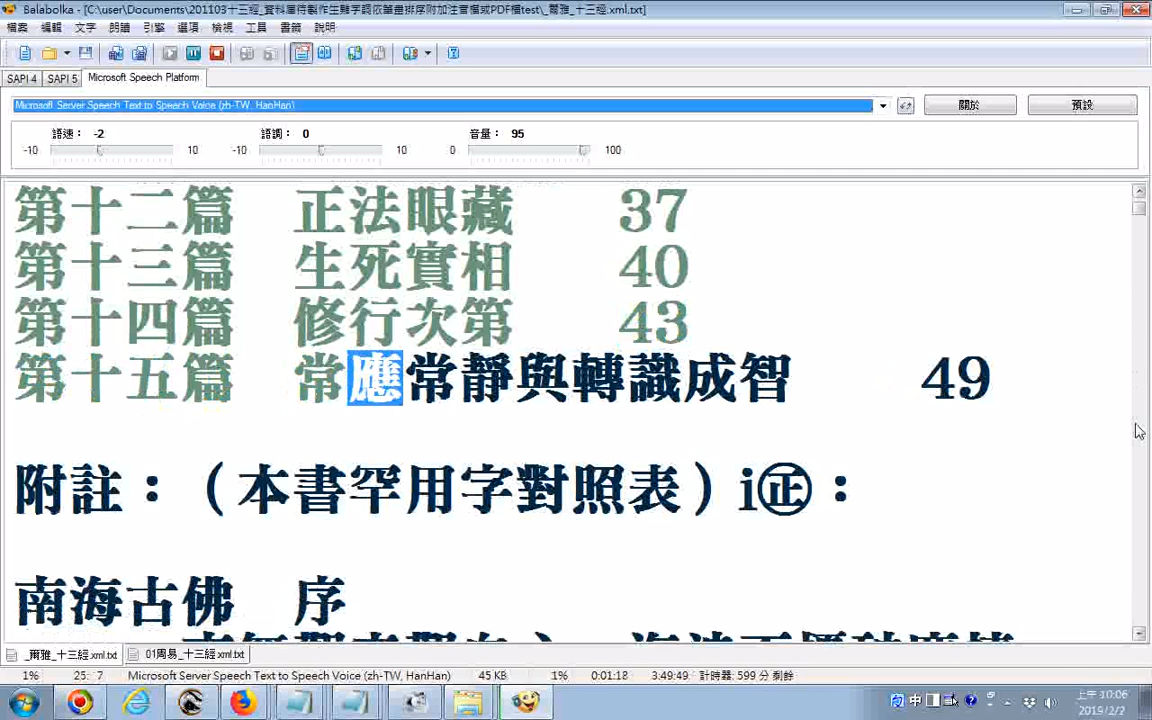 Balabolka - [C:\user\Documents\201103十三經_資料庫待製作生難字詞依筆畫排序附加注音檔或PDF檔test\_爾雅_十三經.xml.txt]
檔案 編輯 文字 朗讀 引擎 選項 檢視 工具 書籤 說明
SAPI 4 SAPI 5 Microsoft Speech Platform
Microsoft Server Speech Text to Speech Voice (zh-TW, HanHan) 關於 預設
語速： -2 語調： 0 音量： 95
-10 10 -10 10 0 100
第十二篇 正法眼藏 37
第十三篇 生死實相 40
第十四篇 修行次第 43
第十五篇 常應常靜與轉識成智 49
附註：（本書罕用字對照表）i㊣：
南海古佛 序
_爾雅_十三經.xml.txt 01周易_十三經.xml.txt
1% 25: 7 Microsoft Server Speech Text to Speech Voice (zh-TW, HanHan) 45 KB 1% 0:01:18 3:49:49 計時器: 599 分 剩餘
中 上午 10:06
2019/2/7